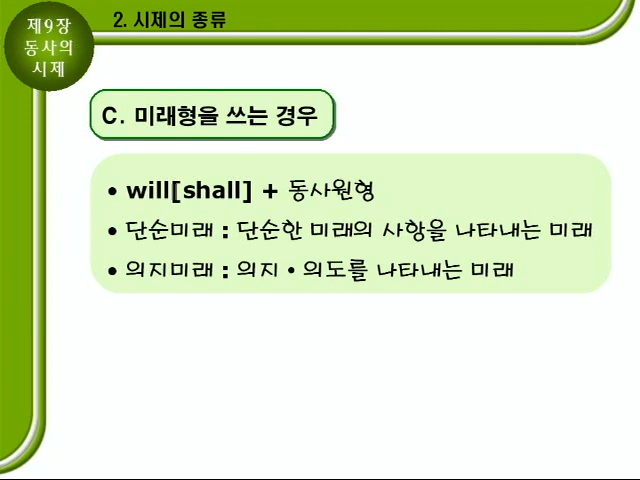 제9장
동사의
시제
2. 시제의 종류
C. 미래형을 쓰는 경우
• will[shall] + 동사원형
• 단순미래 : 단순한 미래의 사항을 나타내는 미래
• 의지미래 : 의지 • 의도를 나타내는 미래